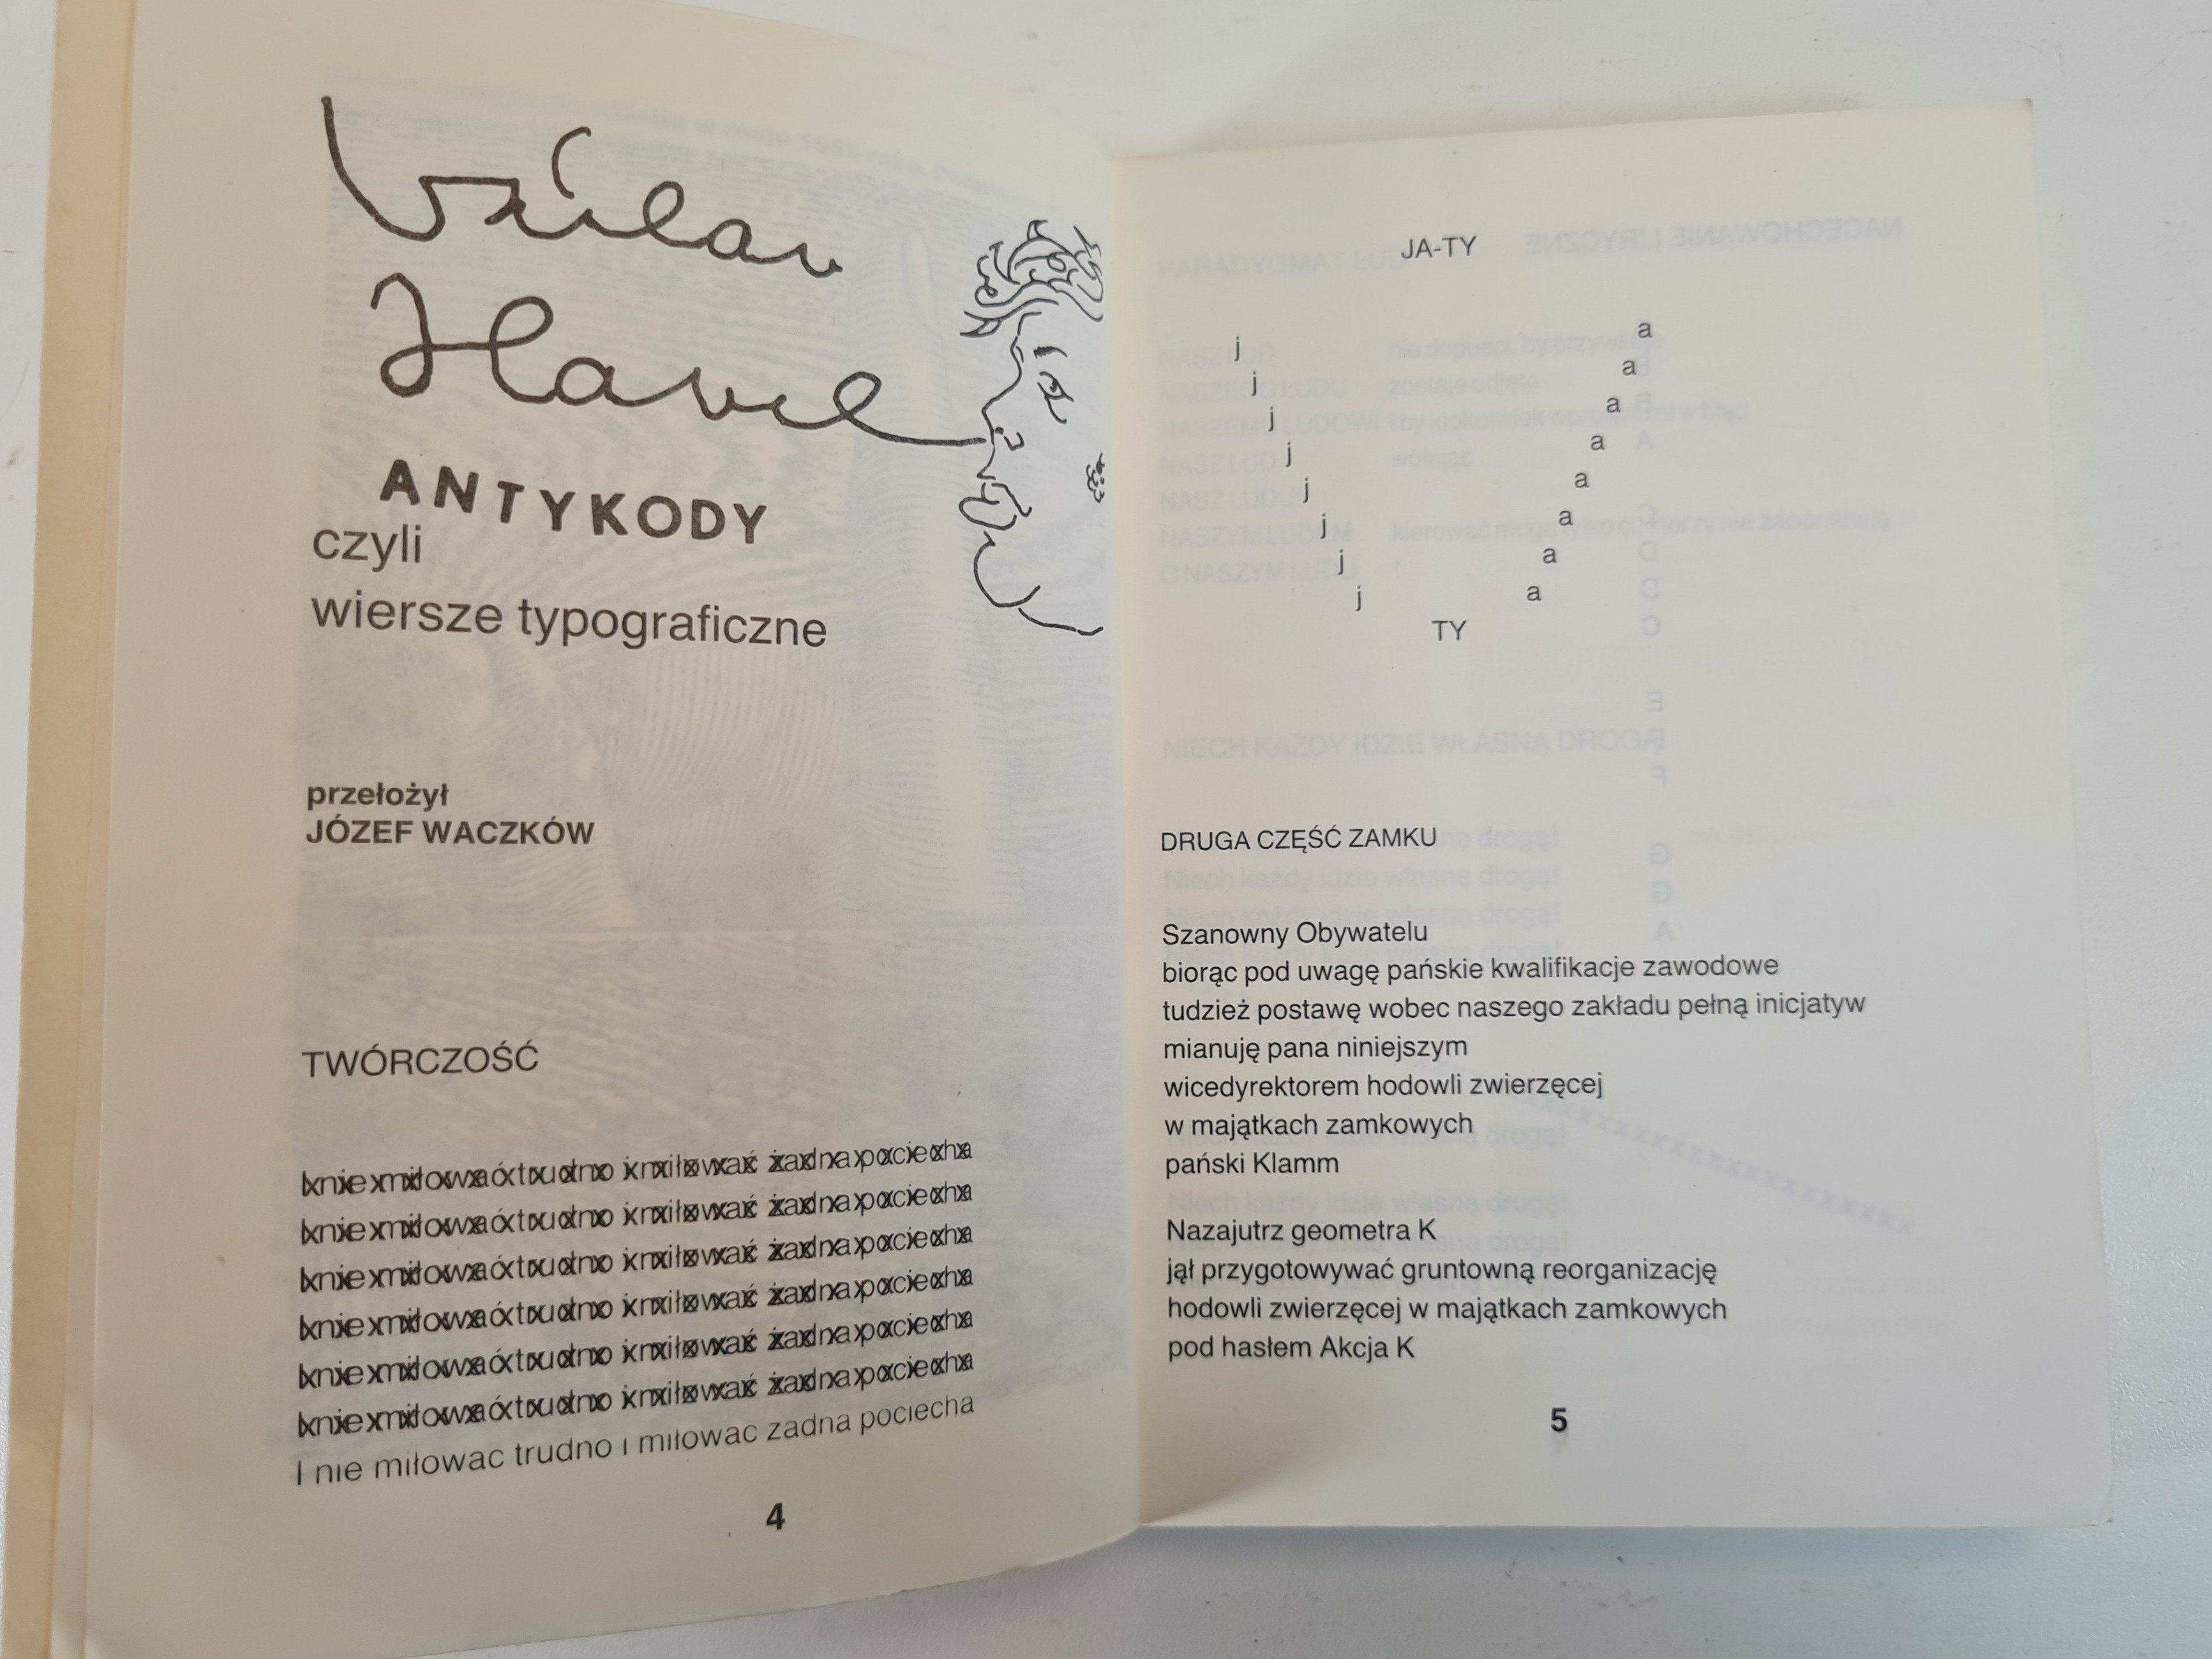 Václav
Havel
ANTYKODY
czyli
wiersze typograficzne
przełożył
JÓZEF WACZKÓW
TWÓRCZOŚĆ
I nie miłować trudno i miłować żadna pociecha
4
JA-TY
j a
j a
j a
j a
j a
j a
j a
j a
TY
DRUGA CZĘŚĆ ZAMKU
Szanowny Obywatelu
biorąc pod uwagę pańskie kwalifikacje zawodowe
tudzież postawę wobec naszego zakładu pełną inicjatyw
mianuję pana niniejszym
wicedyrektorem hodowli zwierzęcej
w majątkach zamkowych
pański Klamm
Nazajutrz geometra K
jął przygotowywać gruntowną reorganizację
hodowli zwierzęcej w majątkach zamkowych
pod hasłem Akcja K
5